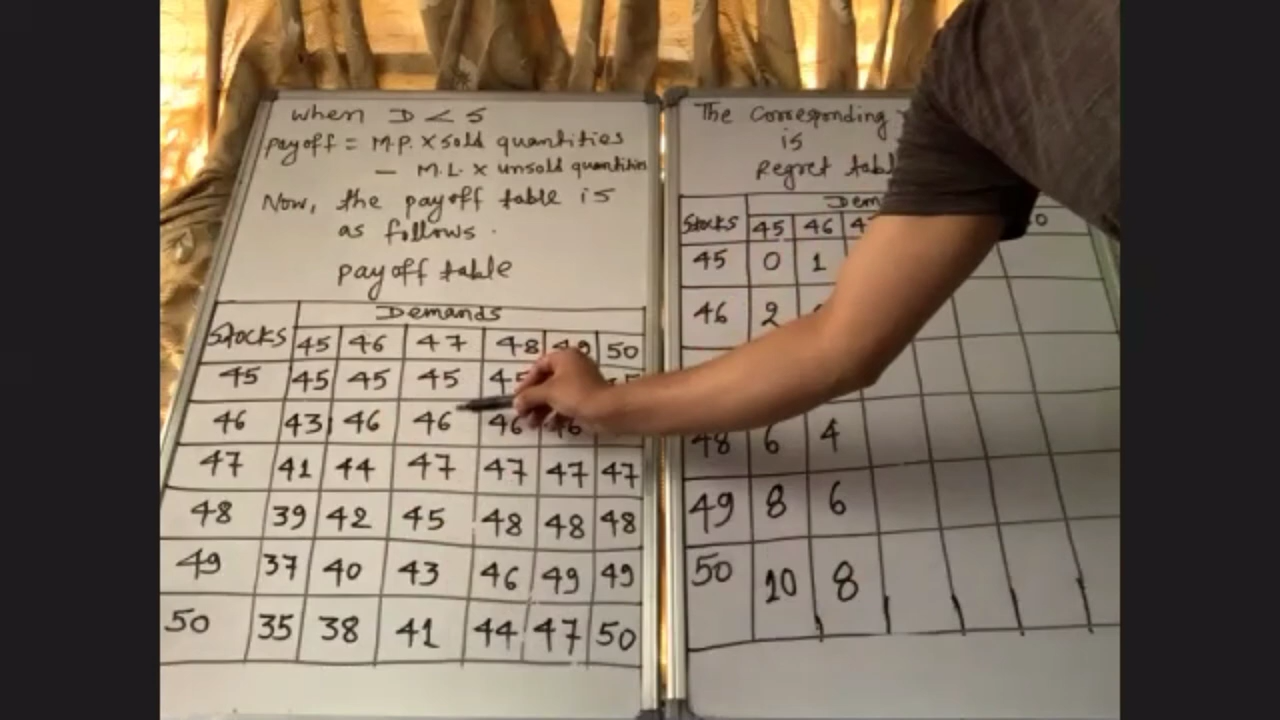 When D < S
payoff = M.P. X sold quantities
— M.L. X unsold quantities
Now, the payoff table is
as follows.
payoff table
Demands
Stocks 45 46 47 48 49 50
45 45 45 45 45
46 43 46 46 46 46
47 41 44 47 47 47 47
48 39 42 45 48 48 48
49 37 40 43 46 49 49
50 35 38 41 44 47 50
The Corresponding
is
Regret
Stocks 45 46
45 0 1
46 2
48 6 4
49 8 6
50 10 8